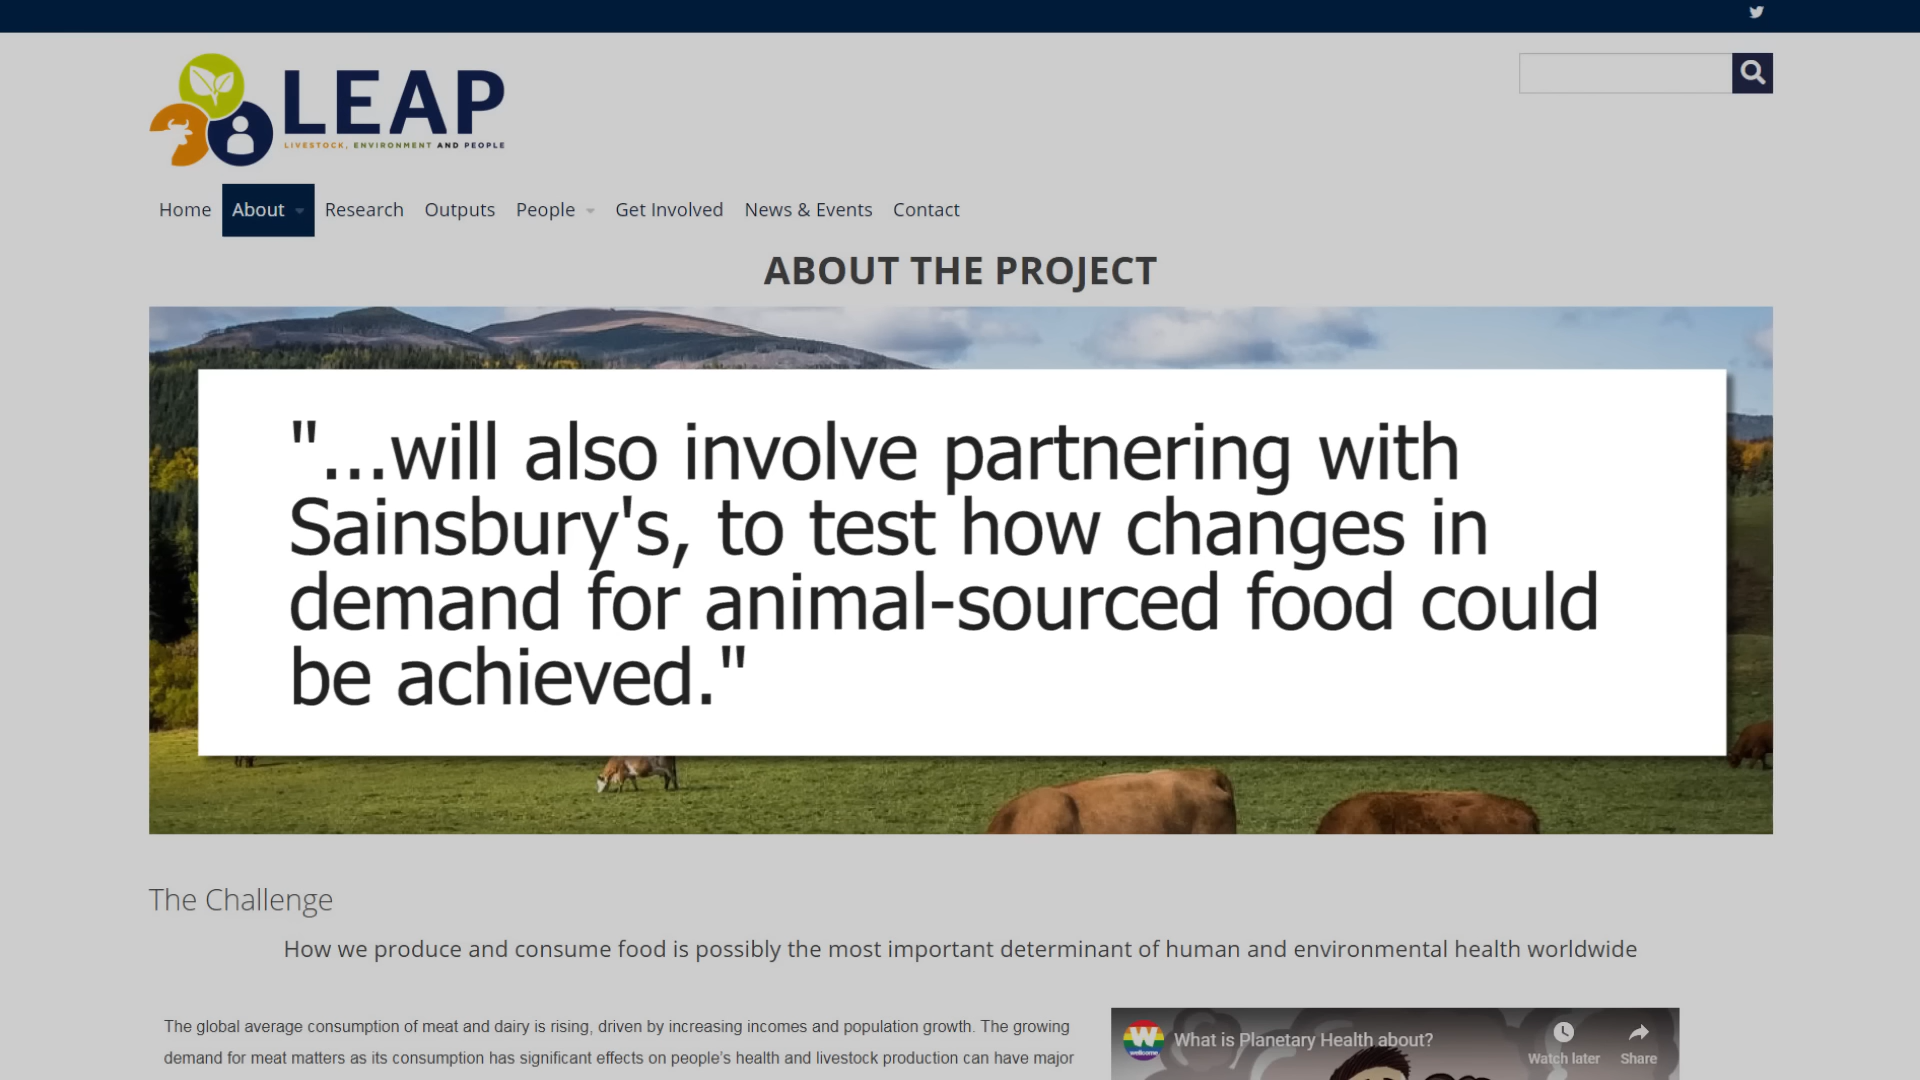 LEAP
LIVESTOCK, ENVIRONMENT AND PEOPLE
Home About Research Outputs People Get Involved News & Events Contact
ABOUT THE PROJECT
"...will also involve partnering with
Sainsbury's, to test how changes in
demand for animal-sourced food could
be achieved."
The Challenge
How we produce and consume food is possibly the most important determinant of human and environmental health worldwide
The global average consumption of meat and dairy is rising, driven by increasing incomes and population growth. The growing
demand for meat matters as its consumption has significant effects on people's health and livestock production can have major
W
wellcome
What is Planetary Health about?
Watch later
Share